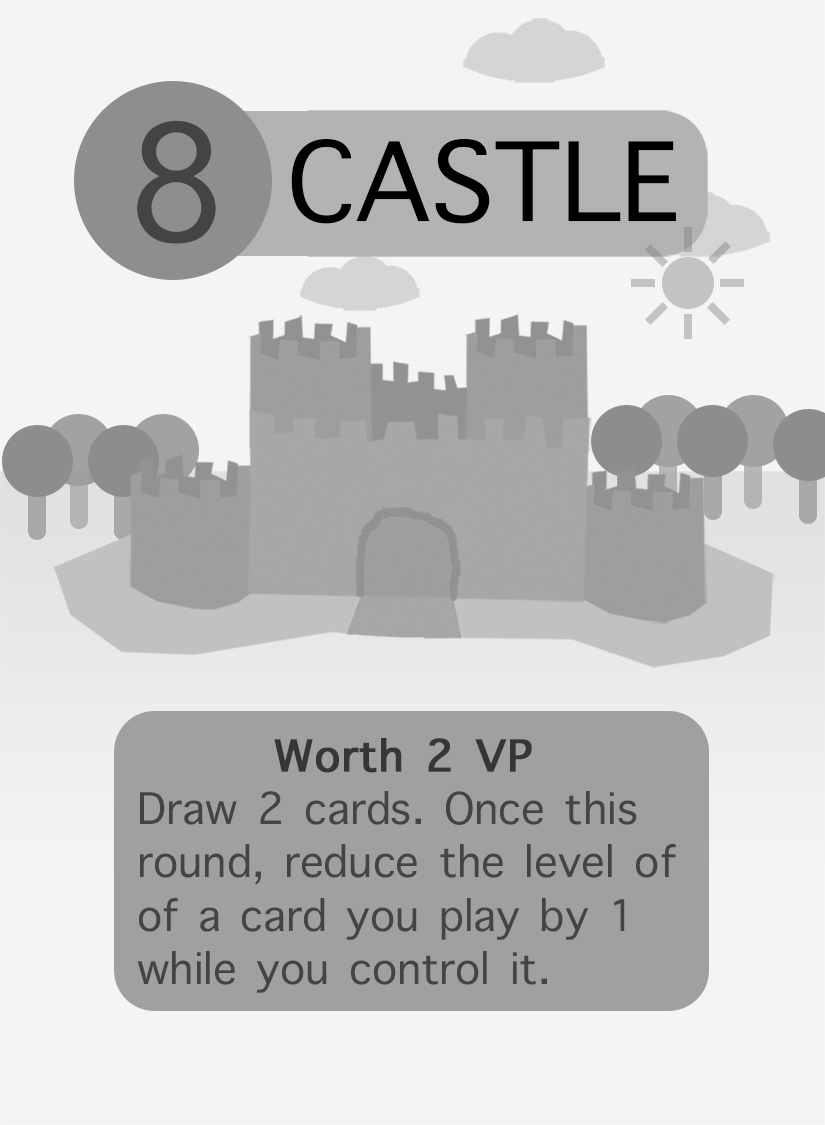 8 CASTLE
Worth 2 VP
Draw 2 cards. Once this
round, reduce the level of
of a card you play by 1
while you control it.